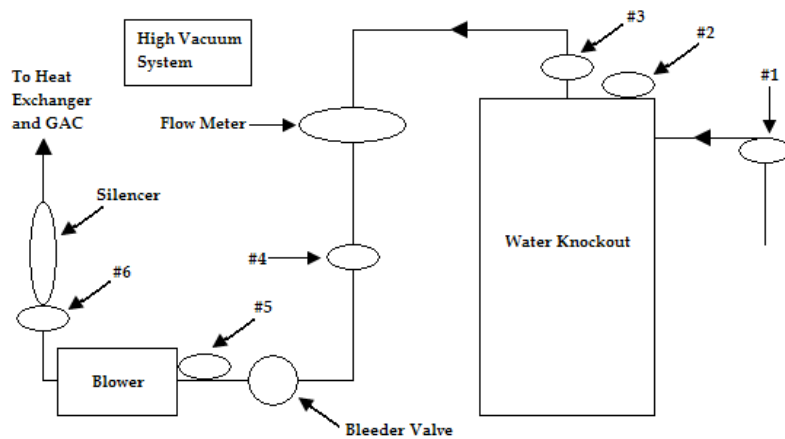 High Vacuum
System
#3
#2
#1
To Heat
Exchanger
and GAC
Flow Meter
Silencer
Water Knockout
#4
#6
#5
Blower
Bleeder Valve